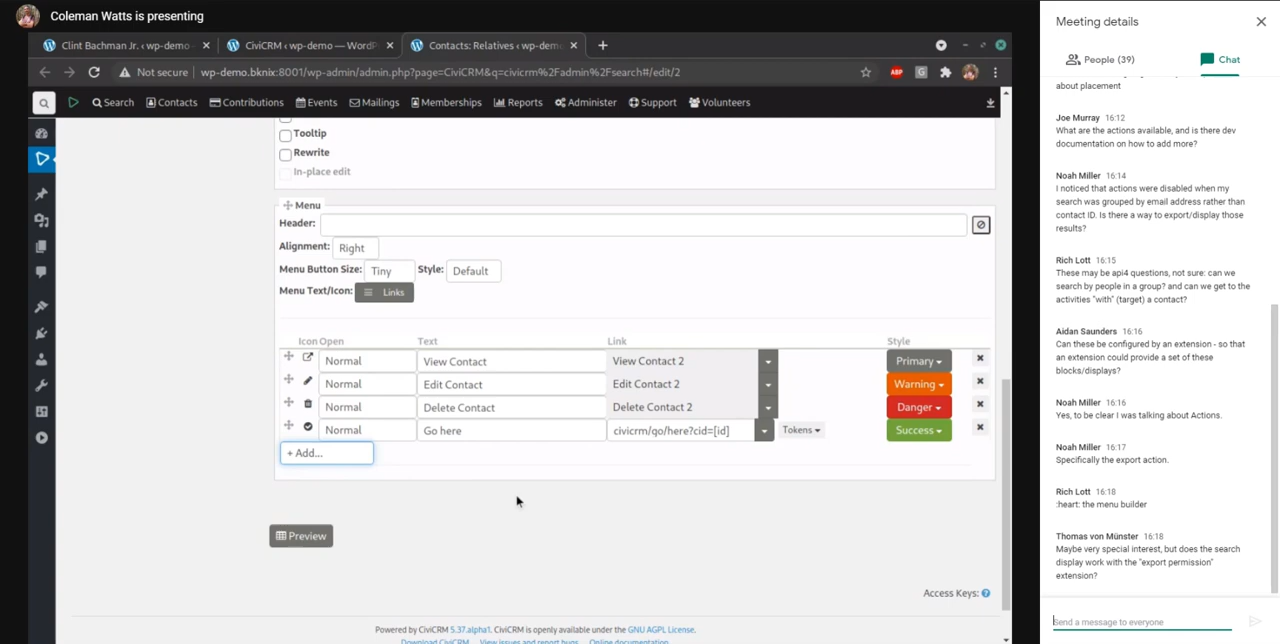 Coleman Watts is presenting
Clint Bachman Jr. ‹ wp-demo
CiviCRM ‹ wp-demo — WordP
Contacts: Relatives ‹ wp-demo
Not secure
wp-demo.bknix:8001/wp-admin/admin.php?page=CiviCRM&q=civicrm%2Fadmin%2Fsearch#/edit/2
ABP
G
Search
Contacts
Contributions
Events
Mailings
Memberships
Reports
Administer
Support
Volunteers
Tooltip
Rewrite
In-place edit
Menu
Header:
Alignment: Right
Menu Button Size: Tiny Style: Default
Menu Text/Icon: Links
Icon Open Text Link Style
Normal View Contact View Contact 2 Primary
Normal Edit Contact Edit Contact 2 Warning
Normal Delete Contact Delete Contact 2 Danger
Normal Go here civicrm/go/here?cid=[id] Tokens Success
+ Add...
Preview
Access Keys:
Powered by CiviCRM 5.37.alpha1. CiviCRM is openly available under the GNU AGPL License.
Download CiviCRM. View issues and report bugs. Online documentation.
Meeting details
People (39)
Chat
about placement
Joe Murray 16:12
What are the actions available, and is there dev
documentation on how to add more?
Noah Miller 16:14
I noticed that actions were disabled when my
search was grouped by email address rather than
contact ID. Is there a way to export/display those
results?
Rich Lott 16:15
These may be api4 questions, not sure: can we
search by people in a group? and can we get to the
activities "with" (target) a contact?
Aidan Saunders 16:16
Can these be configured by an extension - so that
an extension could provide a set of these
blocks/displays?
Noah Miller 16:16
Yes, to be clear I was talking about Actions.
Noah Miller 16:17
Specifically the export action.
Rich Lott 16:18
:heart: the menu builder
Thomas von Münster 16:18
Maybe very special interest, but does the search
display work with the "export permission"
extension?
Send a message to everyone